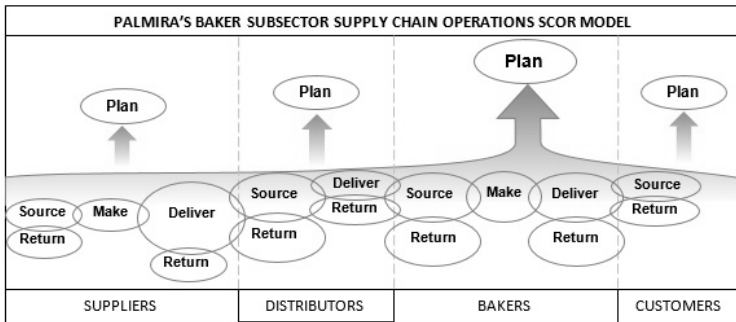 PALMIRA'S BAKER SUBSECTOR SUPPLY CHAIN OPERATIONS SCOR MODEL
Plan
Plan
Plan
Plan
Source
Make
Deliver
Return
Return
Source
Deliver
Return
Return
Source
Make
Deliver
Return
Return
Source
Return
SUPPLIERS
DISTRIBUTORS
BAKERS
CUSTOMERS